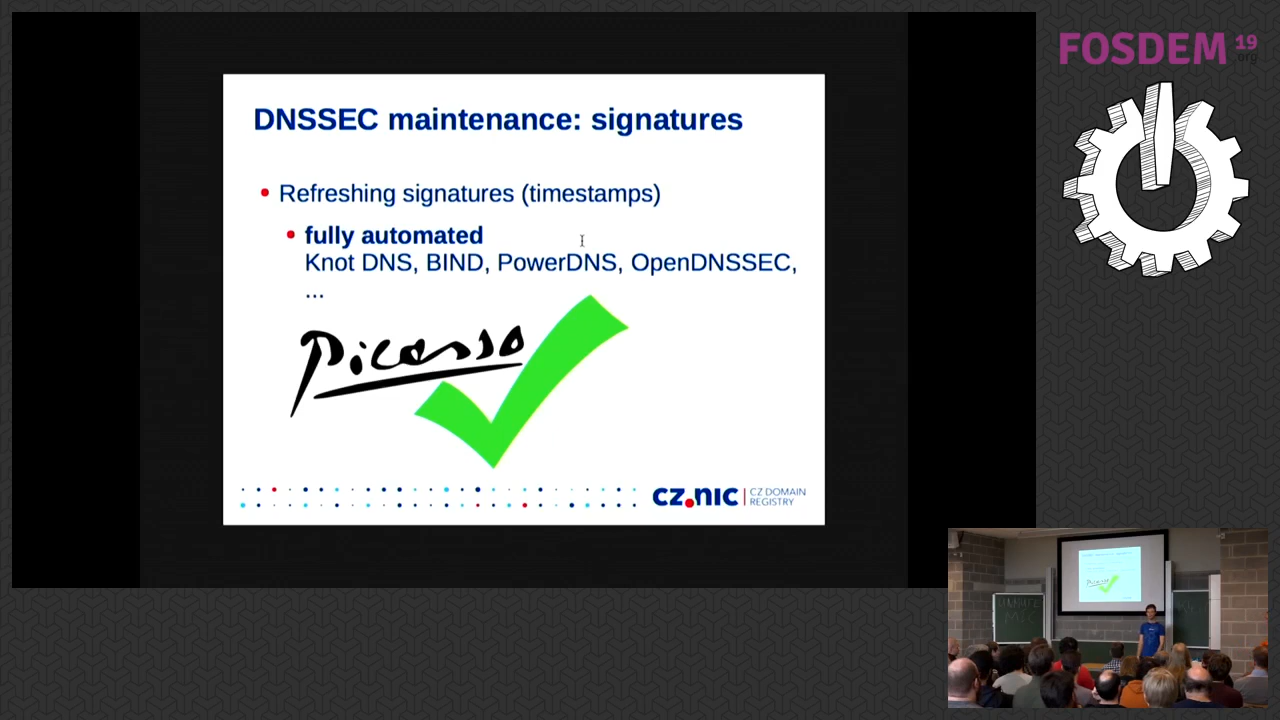 DNSSEC maintenance: signatures
Refreshing signatures (timestamps)
fully automated
Knot DNS, BIND, PowerDNS, OpenDNSSEC,
...
Picasso
CZ.NIC | CZ DOMAIN
REGISTRY
FOSDEM 19
.org